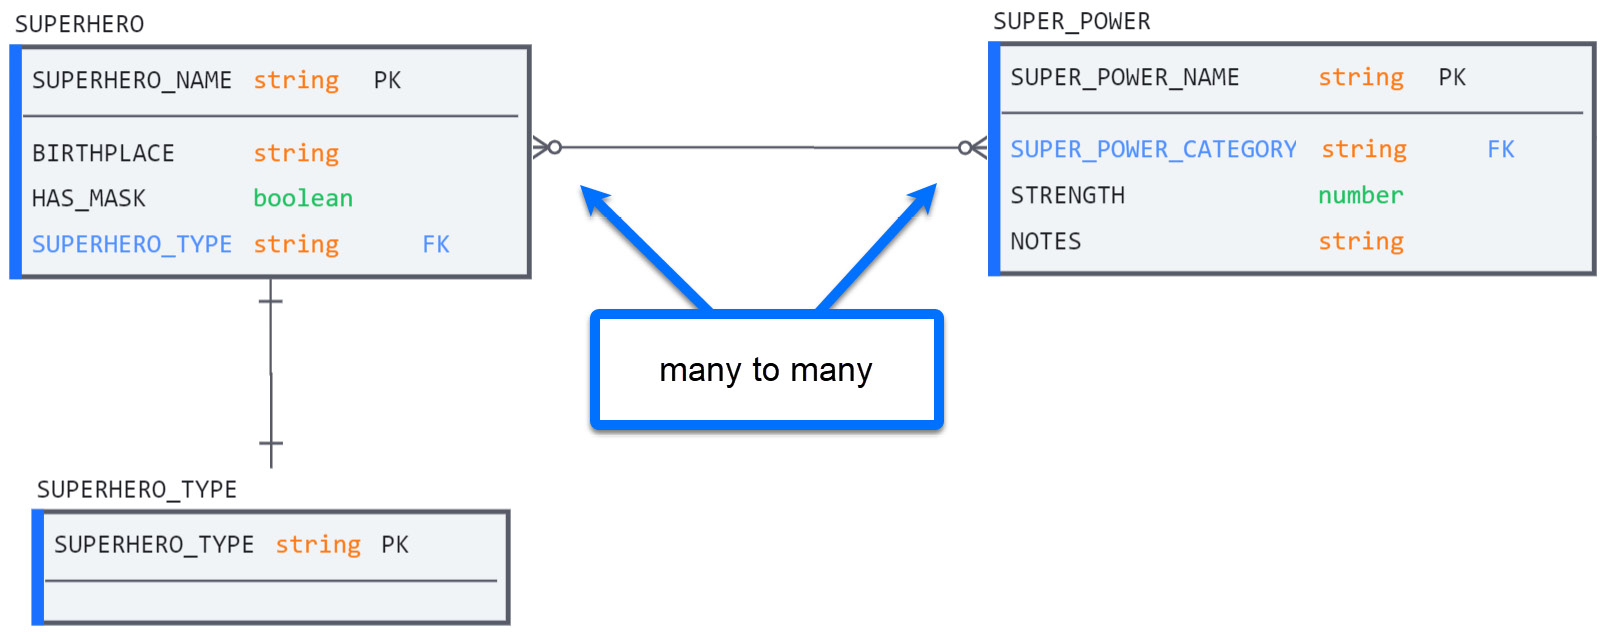 SUPERHERO
SUPERHERO_NAME string PK
BIRTHPLACE string
HAS_MASK boolean
SUPERHERO_TYPE string FK
SUPER_POWER
SUPER_POWER_NAME string PK
SUPER_POWER_CATEGORY string FK
STRENGTH number
NOTES string
many to many
SUPERHERO_TYPE
SUPERHERO_TYPE string PK